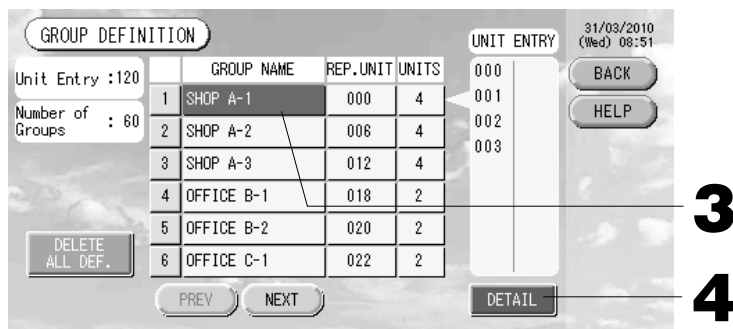 GROUP DEFINITION
UNIT ENTRY
31/03/2010
(Wed) 08:51
Unit Entry :120
Number of
Groups : 60
GROUP NAME REP.UNIT UNITS
1 SHOP A-1 000 4
2 SHOP A-2 006 4
3 SHOP A-3 012 4
4 OFFICE B-1 018 2
5 OFFICE B-2 020 2
6 OFFICE C-1 022 2
000
001
002
003
BACK
HELP
3
DELETE
ALL DEF.
PREV NEXT
DETAIL
4